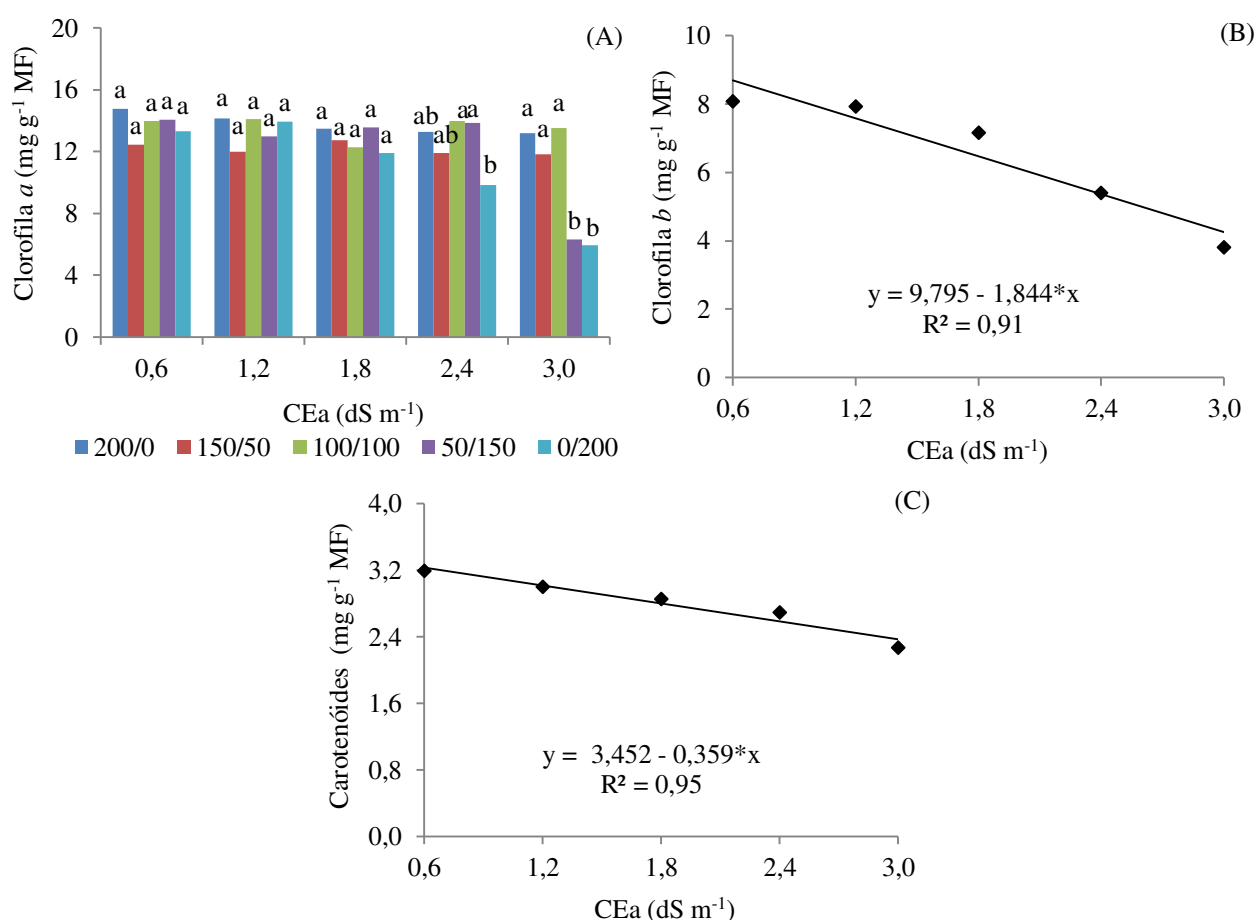 (A)
Clorofila a (mg g⁻¹ MF)
20
16
12
8
4
0
a a a a a
a a a a a
a a a a a
ab ab a a b
a a a b b
0,6 1,2 1,8 2,4 3,0
CEa (dS m⁻¹)
200/0 150/50 100/100 50/150 0/200
(B)
Clorofila b (mg g⁻¹ MF)
10
8
6
4
2
0
y = 9,795 - 1,844*x
R² = 0,91
0,6 1,2 1,8 2,4 3,0
CEa (dS m⁻¹)
(C)
Carotenóides (mg g⁻¹ MF)
4,0
3,2
2,4
1,6
0,8
0,0
y = 3,452 - 0,359*x
R² = 0,95
0,6 1,2 1,8 2,4 3,0
CEa (dS m⁻¹)